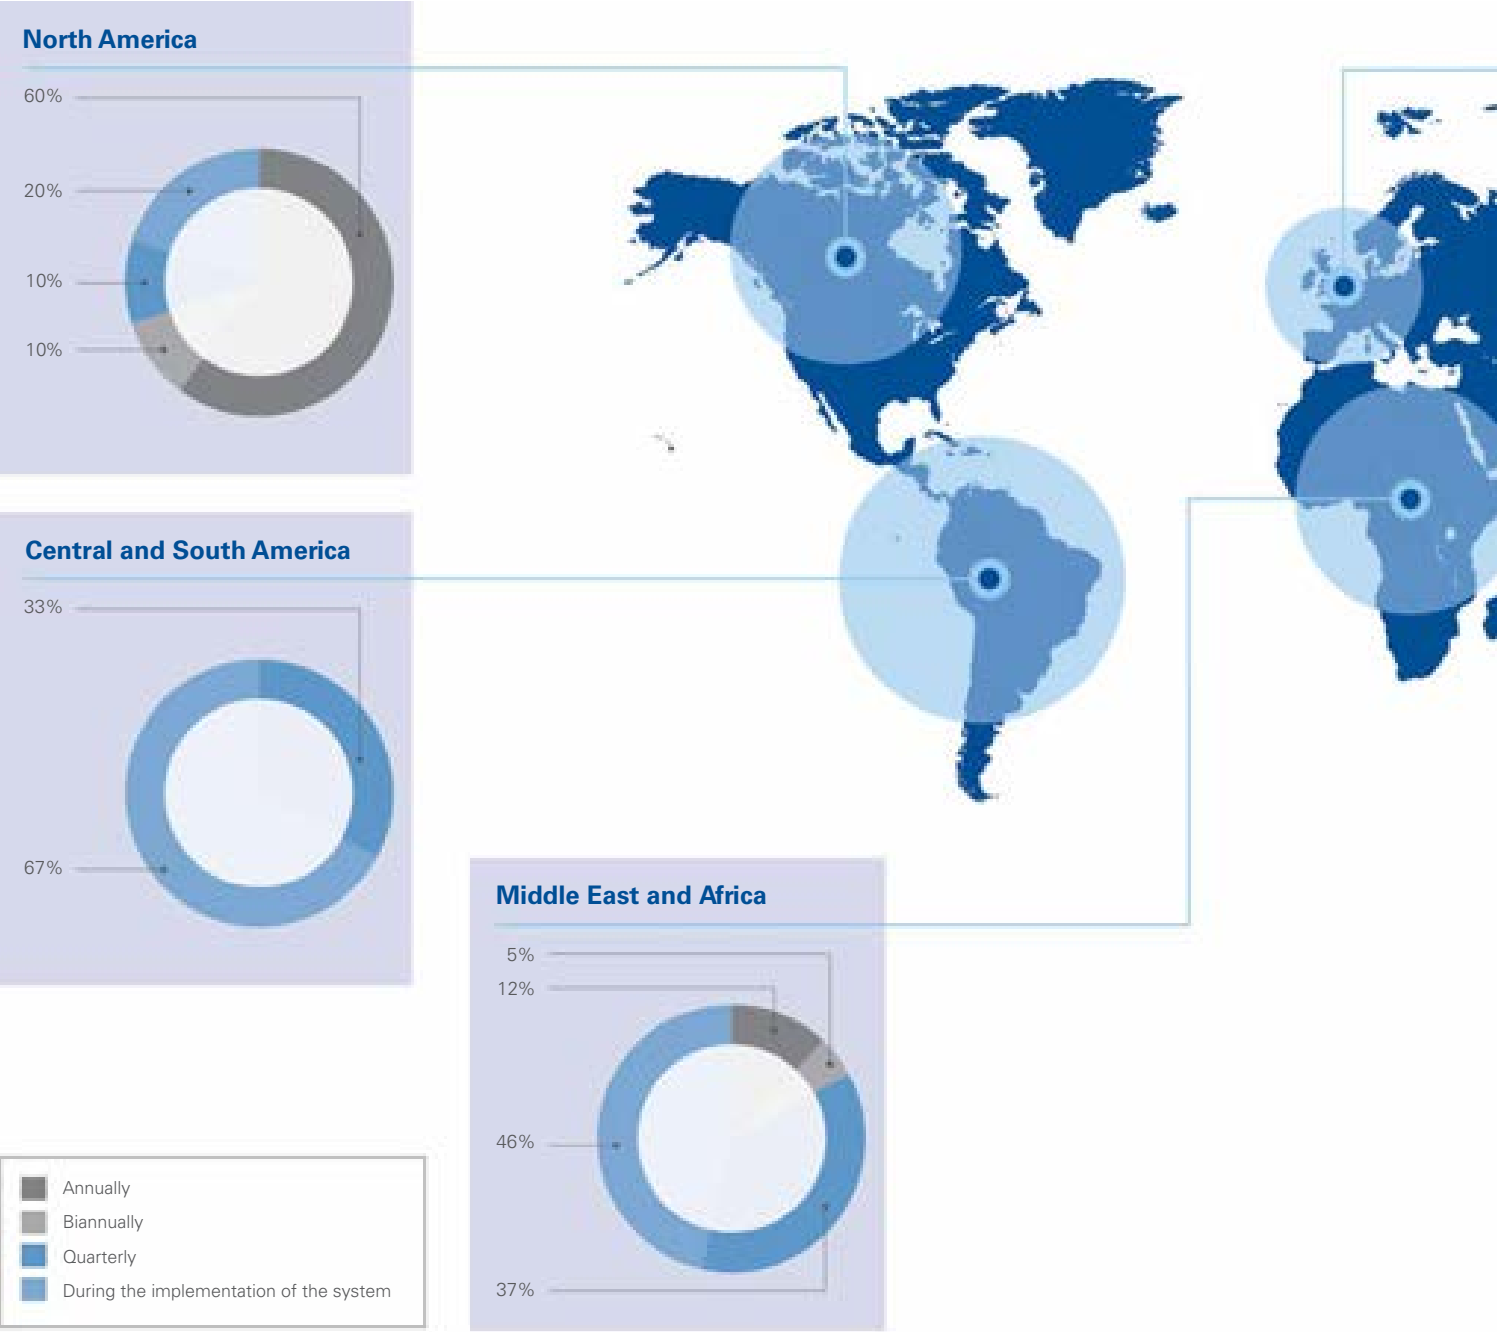 North America
60%
20%
10%
10%
Central and South America
33%
67%
Middle East and Africa
5%
12%
46%
37%
Annually
Biannually
Quarterly
During the implementation of the system